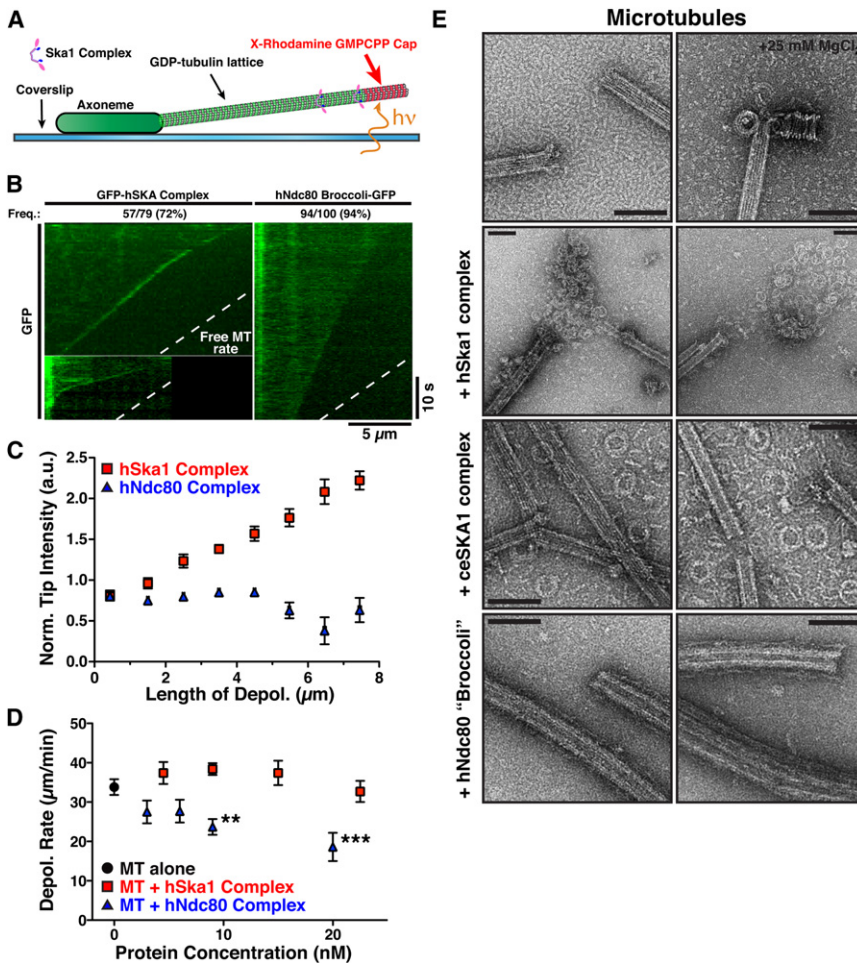 A
Ska1 Complex
X-Rhodamine GMPCPP Cap
GDP-tubulin lattice
Coverslip
Axoneme
hν
B
GFP-hSKA Complex
hNdc80 Broccoli-GFP
Freq.:
57/79 (72%)
94/100 (94%)
GFP
Free MT
rate
10 s
5 µm
C
2.5
2.0
1.5
1.0
0.5
0.0
Norm. Tip Intensity (a.u.)
hSka1 Complex
hNdc80 Complex
0
2
4
6
8
Length of Depol. (µm)
D
50
40
30
20
10
0
Depol. Rate (µm/min)
**
***
MT alone
MT + hSka1 Complex
MT + hNdc80 Complex
0
10
20
Protein Concentration (nM)
E
Microtubules
+25 mM MgCl
+ hSka1 complex
+ ceSKA1 complex
+ hNdc80 “Broccoli”